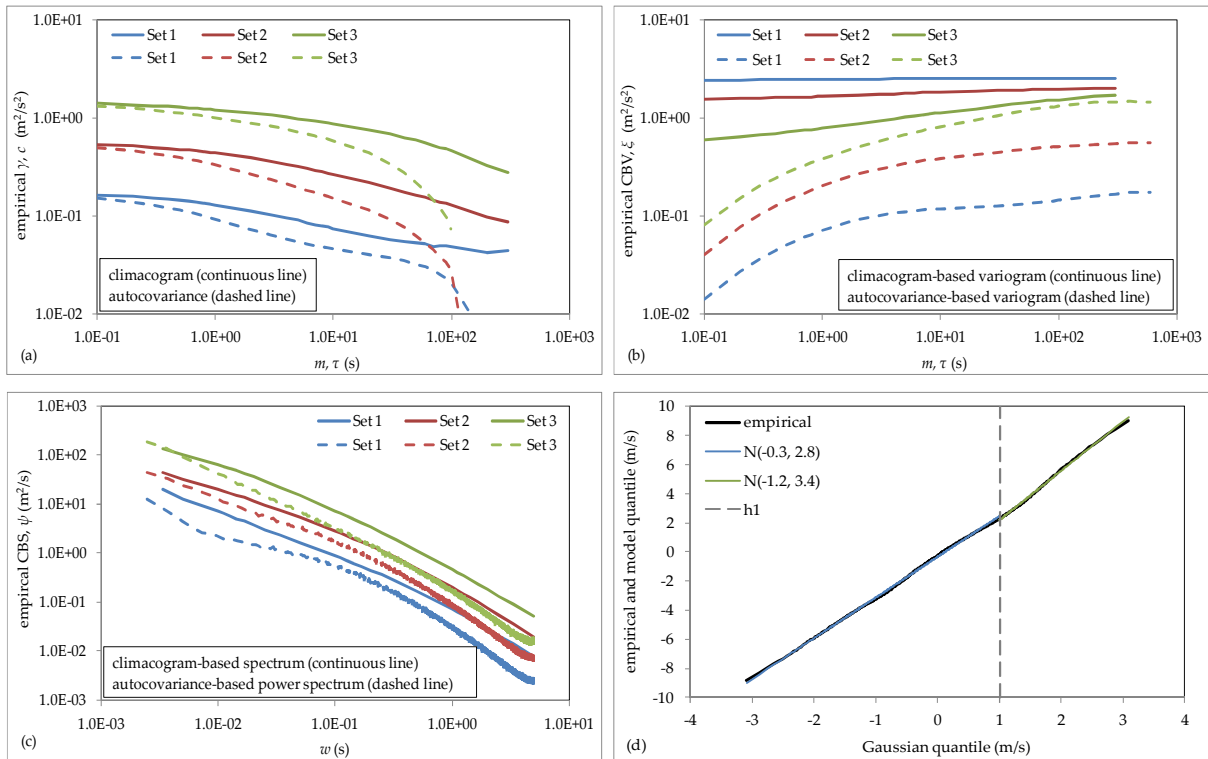 1.0E+01
1.0E+00
1.0E-01
1.0E-02
1.0E-01
1.0E+00
1.0E+01
1.0E+02
1.0E+03
empirical γ, c (m²/s²)
m, τ (s)
Set 1
Set 2
Set 3
Set 1
Set 2
Set 3
climacogram (continuous line)
autocovariance (dashed line)
(a)
1.0E+01
1.0E+00
1.0E-01
1.0E-02
1.0E-01
1.0E+00
1.0E+01
1.0E+02
1.0E+03
empirical CBV, ξ (m²/s²)
m, τ (s)
Set 1
Set 2
Set 3
Set 1
Set 2
Set 3
climacogram-based variogram (continuous line)
autocovariance-based variogram (dashed line)
(b)
1.0E+03
1.0E+02
1.0E+01
1.0E+00
1.0E-01
1.0E-02
1.0E-03
1.0E-03
1.0E-02
1.0E-01
1.0E+00
1.0E+01
empircal CBS, ψ (m²/s)
w (s)
Set 1
Set 2
Set 3
Set 1
Set 2
Set 3
climacogram-based spectrum (continuous line)
autocovariance-based power spectrum (dashed line)
(c)
10
8
6
4
2
0
-2
-4
-6
-8
-10
-4
-3
-2
-1
0
1
2
3
4
empirical and model quantile (m/s)
Gaussian quantile (m/s)
empirical
N(-0.3, 2.8)
N(-1.2, 3.4)
h1
(d)